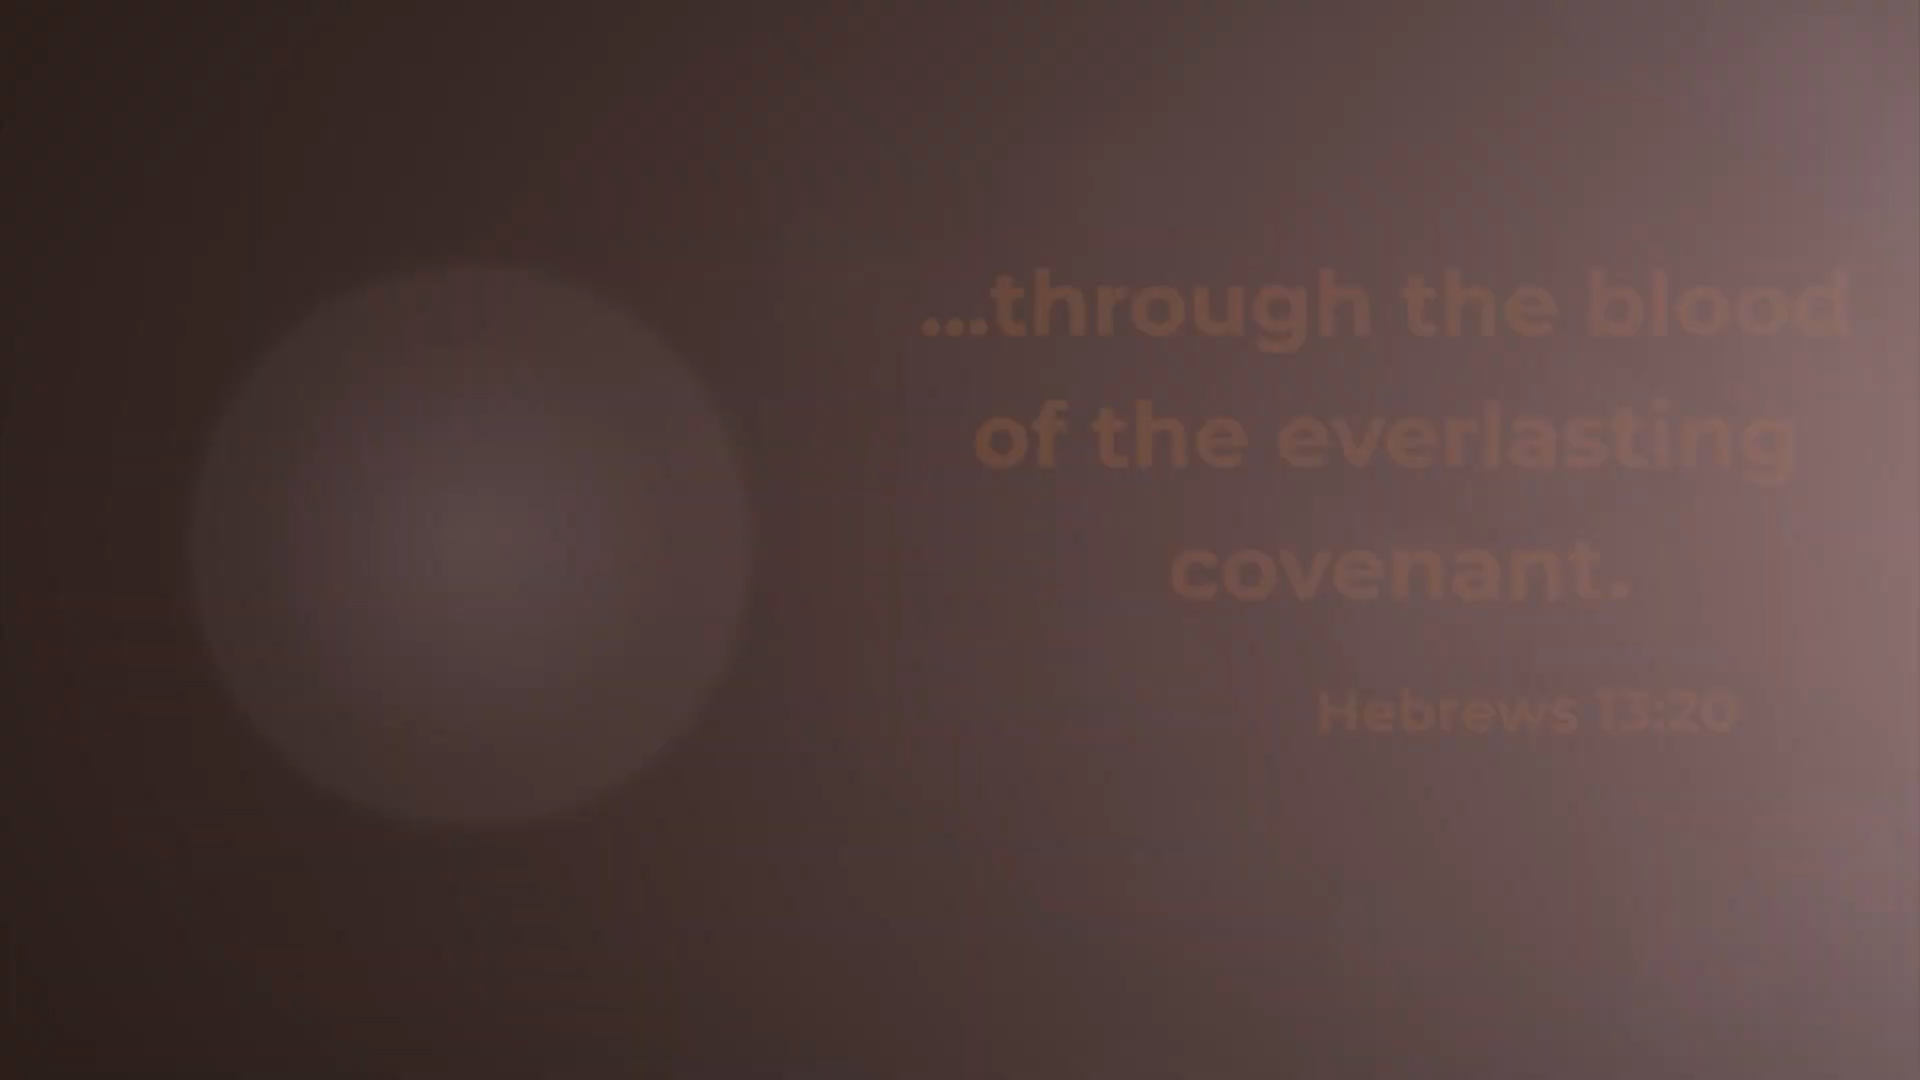 ...through the blood
of the everlasting
covenant.
Hebrews 13:20